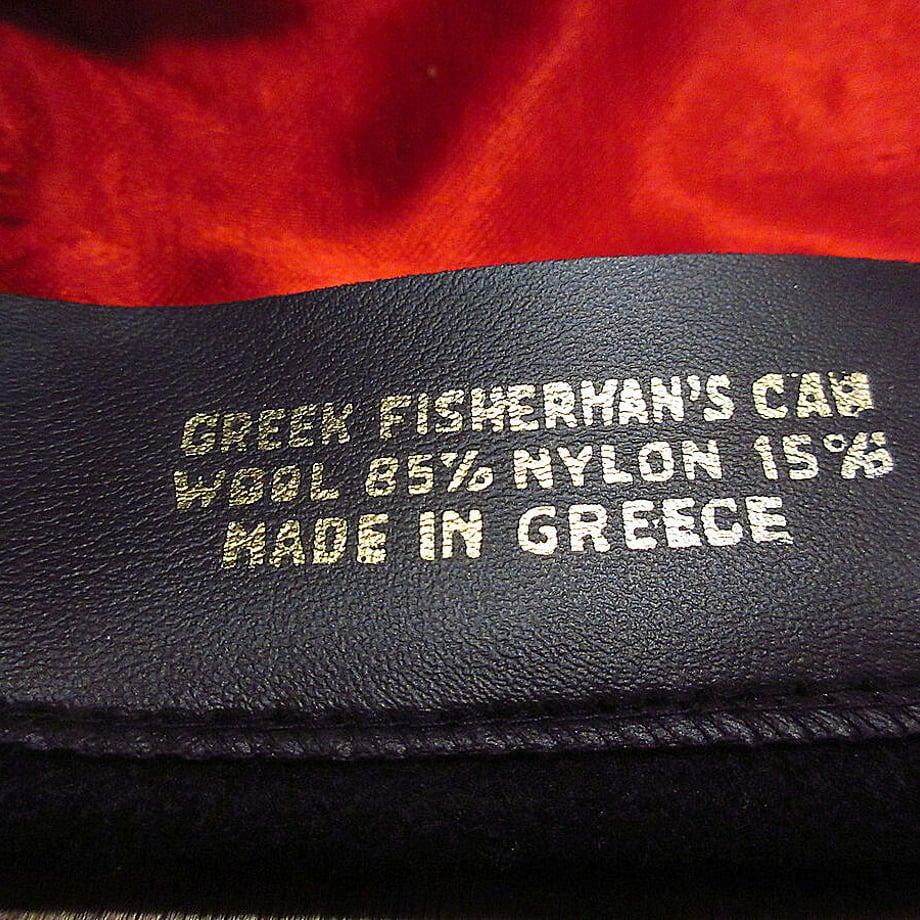 GREEK FISHERMAN'S CAP
WOOL 85% NYLON 15%
MADE IN GREECE